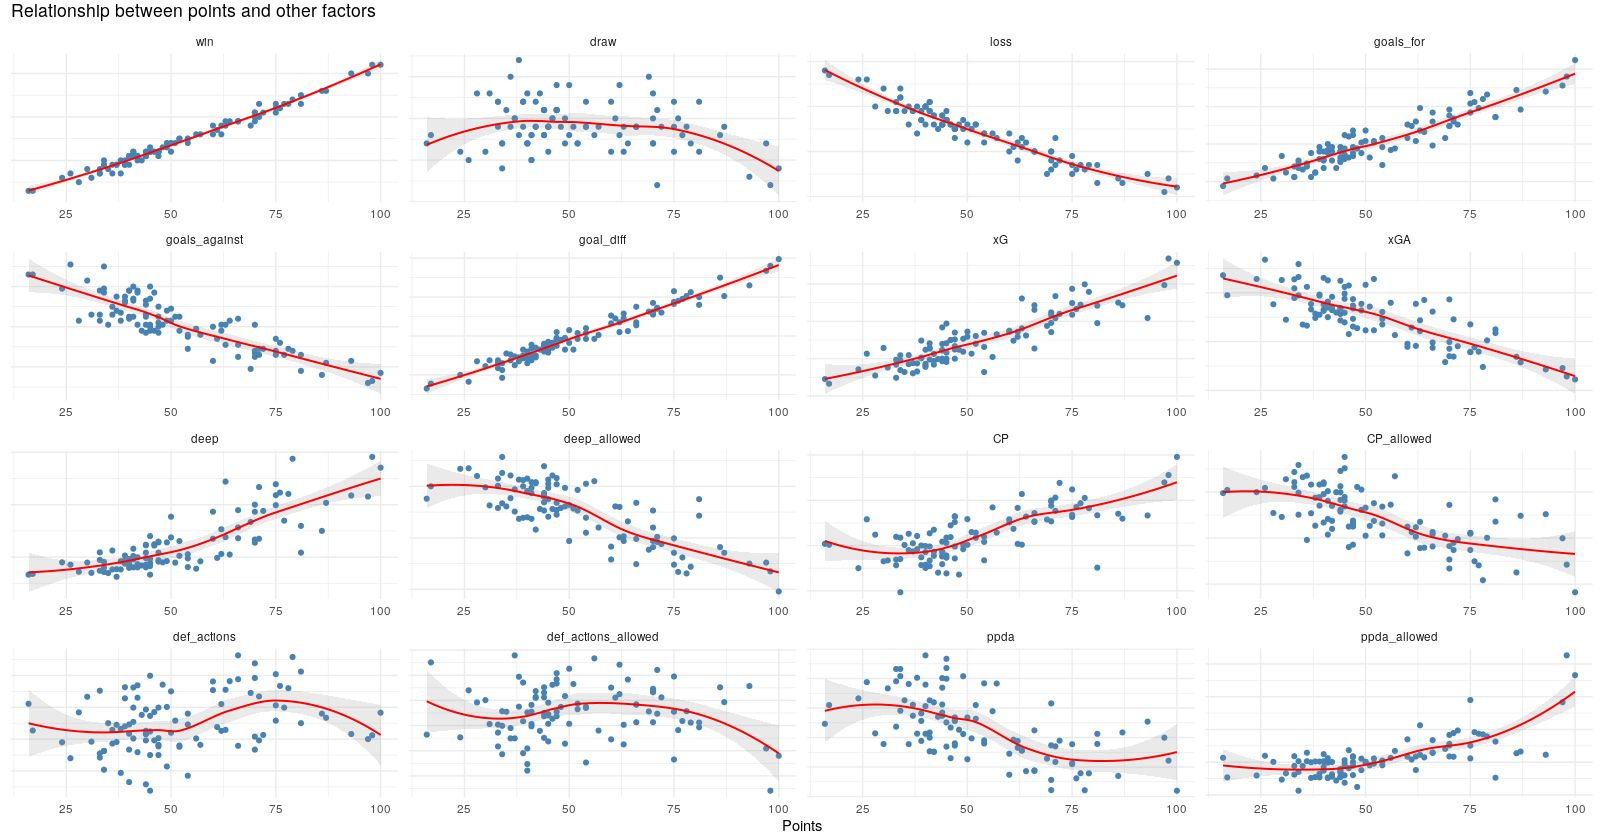 Relationship between points and other factors
win draw loss goals_for
25 50 75 100 25 50 75 100 25 50 75 100 25 50 75 100
goals_against goal_diff xG xGA
25 50 75 100 25 50 75 100 25 50 75 100 25 50 75 100
deep deep_allowed CP CP_allowed
25 50 75 100 25 50 75 100 25 50 75 100 25 50 75 100
def_actions def_actions_allowed ppda ppda_allowed
25 50 75 100 25 50 75 100 25 50 75 100 25 50 75 100
Points